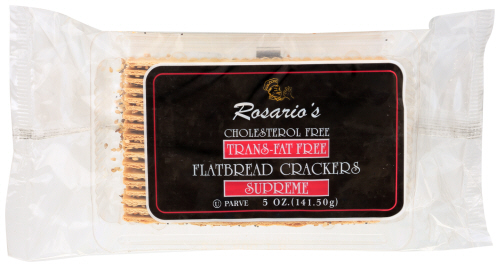 Rosario's
CHOLESTEROL FREE
TRANS-FAT FREE
FLATBREAD CRACKERS
SUPREME
Ⓤ PARVE 5 OZ.(141.50g)